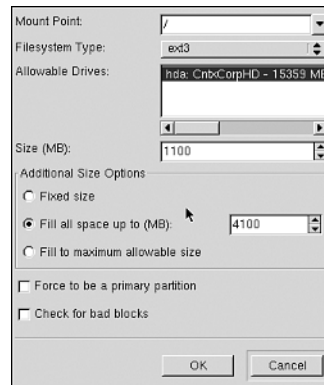 Mount Point: /
Filesystem Type: ext3
Allowable Drives: hda: CntxCorpHD - 15359 MB
Size (MB): 1100
Additional Size Options
Fixed size
Fill all space up to (MB): 4100
Fill to maximum allowable size
Force to be a primary partition
Check for bad blocks
OK Cancel